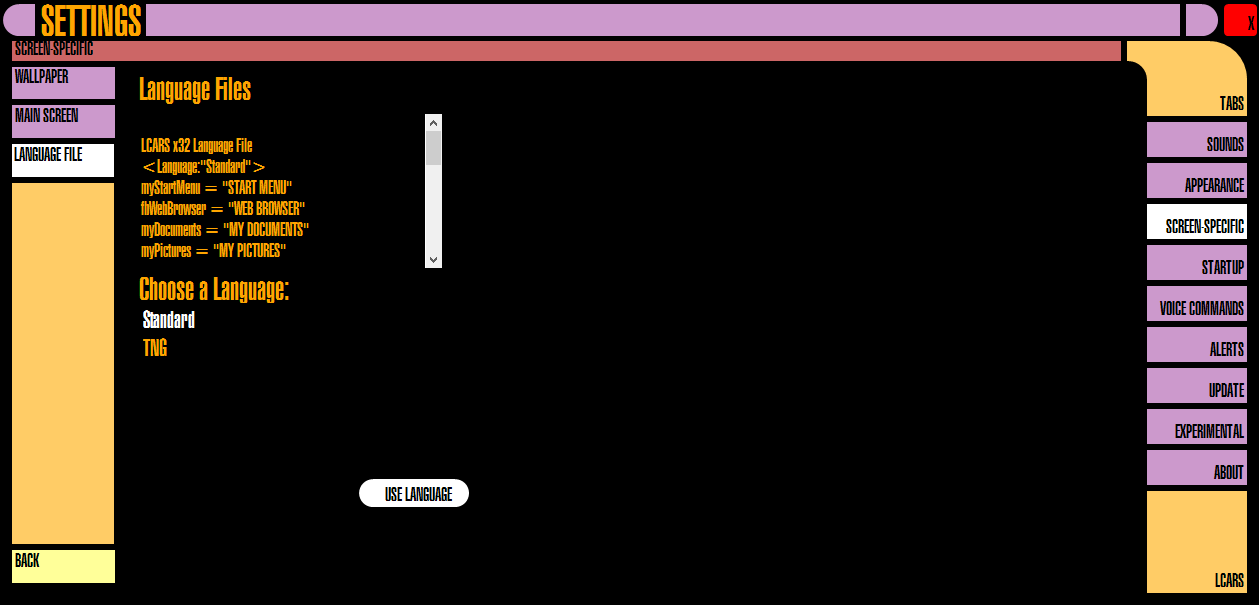 SETTINGS
X
SCREEN-SPECIFIC
WALLPAPER
MAIN SCREEN
LANGUAGE FILE
BACK
Language Files
LCARS x32 Language File
<Language:"Standard">
myStartMenu = "START MENU"
fbWebBrowser = "WEB BROWSER"
myDocuments = "MY DOCUMENTS"
myPictures = "MY PICTURES"
Choose a Language:
Standard
TNG
USE LANGUAGE
TABS
SOUNDS
APPEARANCE
SCREEN-SPECIFIC
STARTUP
VOICE COMMANDS
ALERTS
UPDATE
EXPERIMENTAL
ABOUT
LCARS